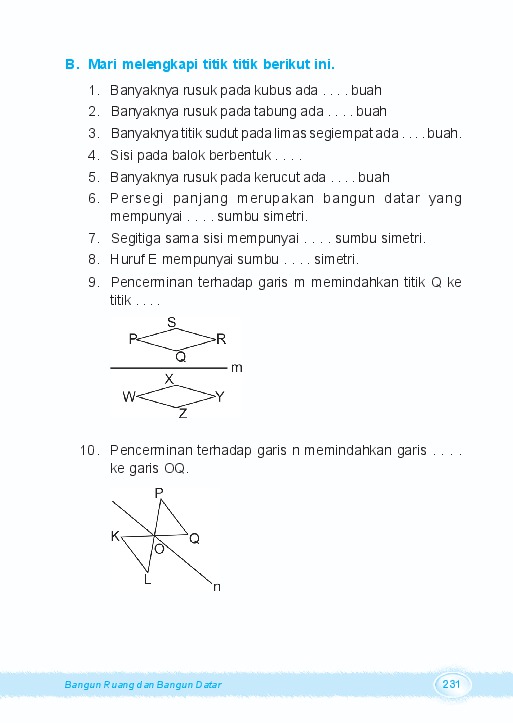 B. Mari melengkapi titik titik berikut ini.
1. Banyaknya rusuk pada kubus ada . . . . buah
2. Banyaknya rusuk pada tabung ada . . . . buah
3. Banyaknya titik sudut pada limas segiempat ada . . . . buah.
4. Sisi pada balok berbentuk . . . .
5. Banyaknya rusuk pada kerucut ada . . . . buah
6. Persegi panjang merupakan bangun datar yang
mempunyai . . . . sumbu simetri.
7. Segitiga sama sisi mempunyai . . . . sumbu simetri.
8. Huruf E mempunyai sumbu . . . . simetri.
9. Pencerminan terhadap garis m memindahkan titik Q ke
titik . . . .
S
P R
Q
m
X
W Y
Z
10. Pencerminan terhadap garis n memindahkan garis . . . .
ke garis OQ.
P
K Q
O
L
n
Bangun Ruang dan Bangun Datar 231